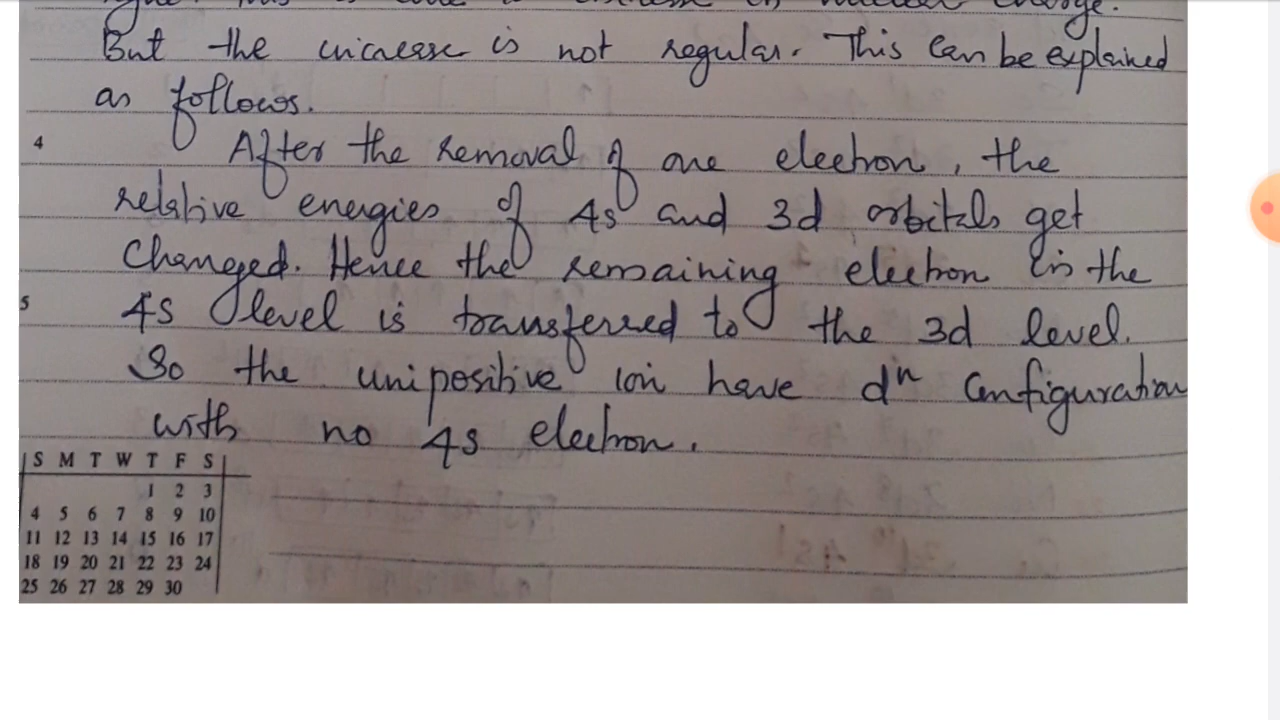 But the increase is not regular. This can be explained
as follows.
4
After the removal of one electron, the
relative energies of 4s and 3d orbitals get
changed. Hence the remaining electron in the
5
4s level is transferred to the 3d level.
So the unipositive ion have dⁿ configuration
with no 4s electron.
S M T W T F S
1 2 3
4 5 6 7 8 9 10
11 12 13 14 15 16 17
18 19 20 21 22 23 24
25 26 27 28 29 30